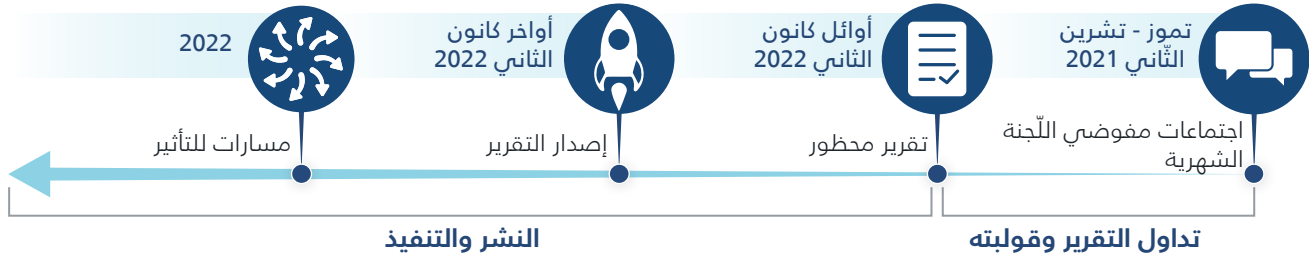 تموز - تشرين
الثّاني 2021
اجتماعات مفوضي اللّجنة
الشهرية
أوائل كانون
الثاني 2022
تقرير محظور
أواخر كانون
الثاني 2022
إصدار التقرير
2022
مسارات للتأثير
تداول التقرير وقولبته
النشر والتنفيذ